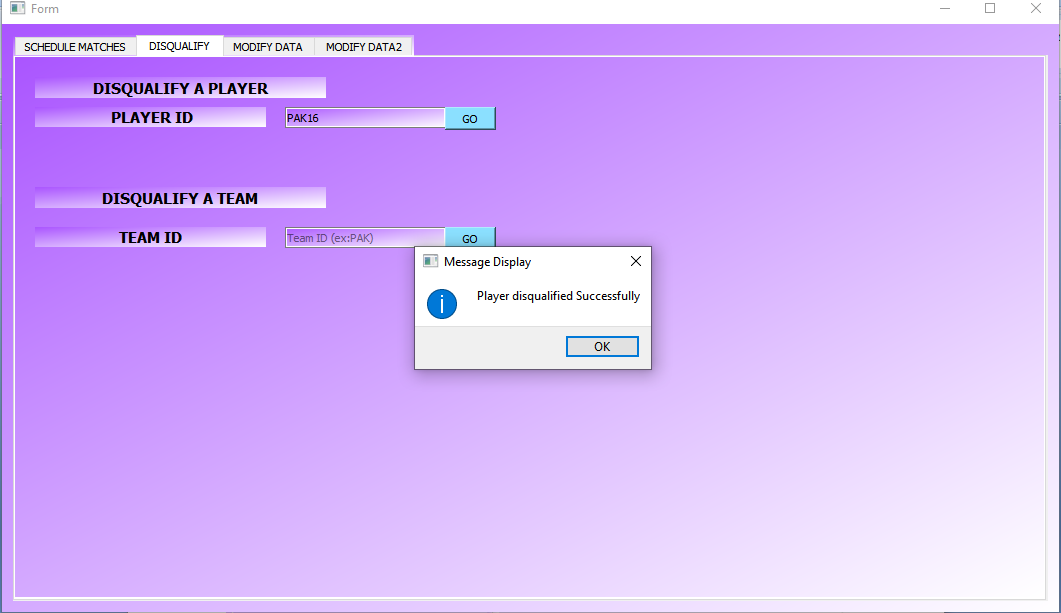 Form
SCHEDULE MATCHES DISQUALIFY MODIFY DATA MODIFY DATA2
DISQUALIFY A PLAYER
PLAYER ID PAK16 GO
DISQUALIFY A TEAM
TEAM ID Team ID (ex:PAK) GO
Message Display
Player disqualified Successfully
OK